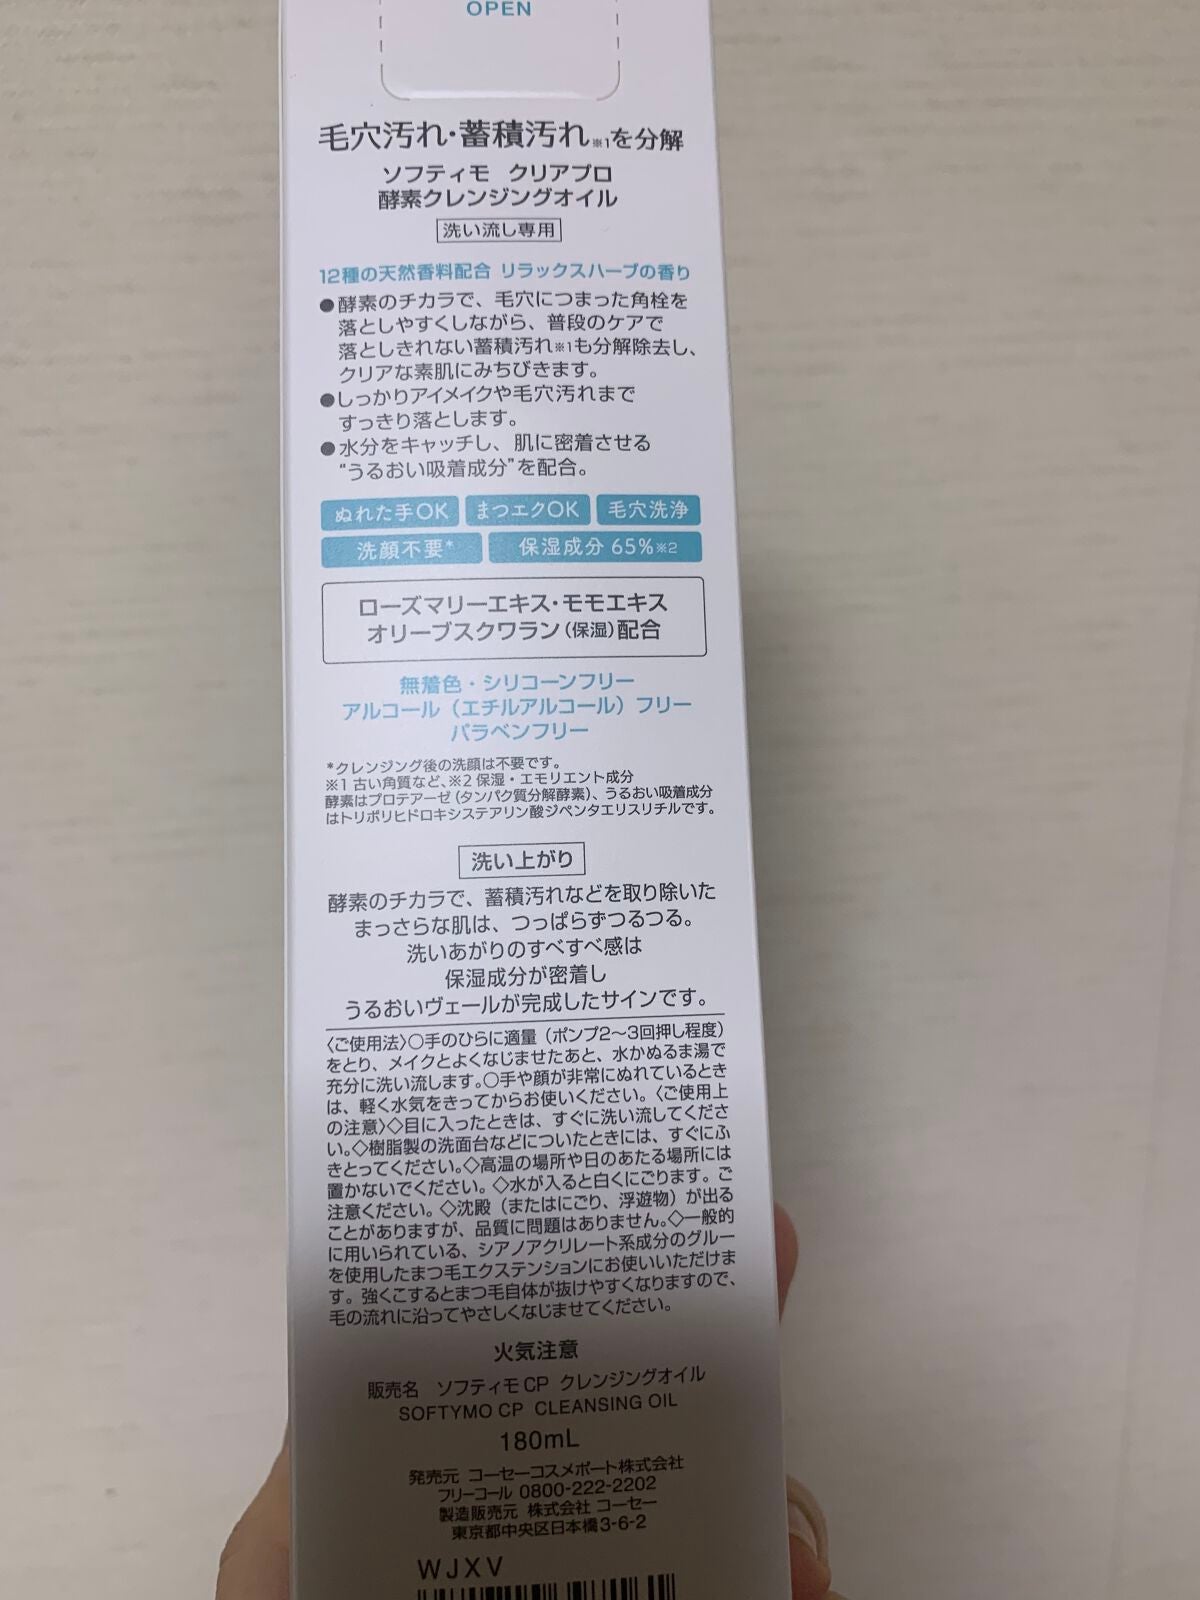 OPEN
毛穴汚れ・蓄積汚れ※1を分解
ソフティモ クリアプロ
酵素クレンジングオイル
洗い流し専用
12種の天然香料配合 リラックスハーブの香り
●酵素のチカラで、毛穴につまった角栓を
落としやすくしながら、普段のケアで
落としきれない蓄積汚れ※1も分解除去し、
クリアな素肌にみちびきます。
●しっかりアイメイクや毛穴汚れまで
すっきり落とします。
●水分をキャッチし、肌に密着させる
“うるおい吸着成分”を配合。
ぬれた手OK まつエクOK 毛穴洗浄
洗顔不要* 保湿成分 65%※2
ローズマリーエキス・モモエキス
オリーブスクワラン（保湿）配合
無着色・シリコーンフリー
アルコール（エチルアルコール）フリー
パラベンフリー
*クレンジング後の洗顔は不要です。
※1 古い角質など、※2 保湿・エモリエント成分
酵素はプロテアーゼ（タンパク質分解酵素）、うるおい吸着成分
はトリポリヒドロキシステアリン酸ジペンタエリスリチルです。
洗い上がり
酵素のチカラで、蓄積汚れなどを取り除いた
まっさらな肌は、つっぱらずつるつる。
洗いあがりのすべすべ感は
保湿成分が密着し
うるおいヴェールが完成したサインです。
〈ご使用法〉○手のひらに適量（ポンプ2〜3回押し程度）
をとり、メイクとよくなじませたあと、水かぬるま湯で
充分に洗い流します。○手や顔が非常にぬれているとき
は、軽く水気をきってからお使いください。〈ご使用上
の注意〉◇目に入ったときは、すぐに洗い流してくださ
い。◇樹脂製の洗面台などについたときには、すぐにふ
きとってください。◇高温の場所や日のあたる場所には
置かないでください。◇水が入ると白くにごります。ご
注意ください。◇沈殿（またはにごり、浮遊物）が出る
ことがありますが、品質に問題はありません。◇一般的
に用いられている、シアノアクリレート系成分のグルー
を使用したまつ毛エクステンションにお使いいただけま
す。強くこするとまつ毛自体が抜けやすくなりますので、
毛の流れに沿ってやさしくなじませてください。
火気注意
販売名 ソフティモ CP クレンジングオイル
SOFTYMO CP CLEANSING OIL
180mL
発売元 コーセーコスメポート株式会社
フリーコール 0800-222-2202
製造販売元 株式会社 コーセー
東京都中央区日本橋3-6-2
WJXV